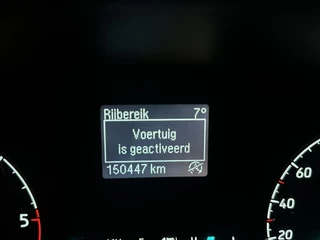 Rijbereik 7°
Voertuig
is geactiveerd
150447 km
5
60
40
20